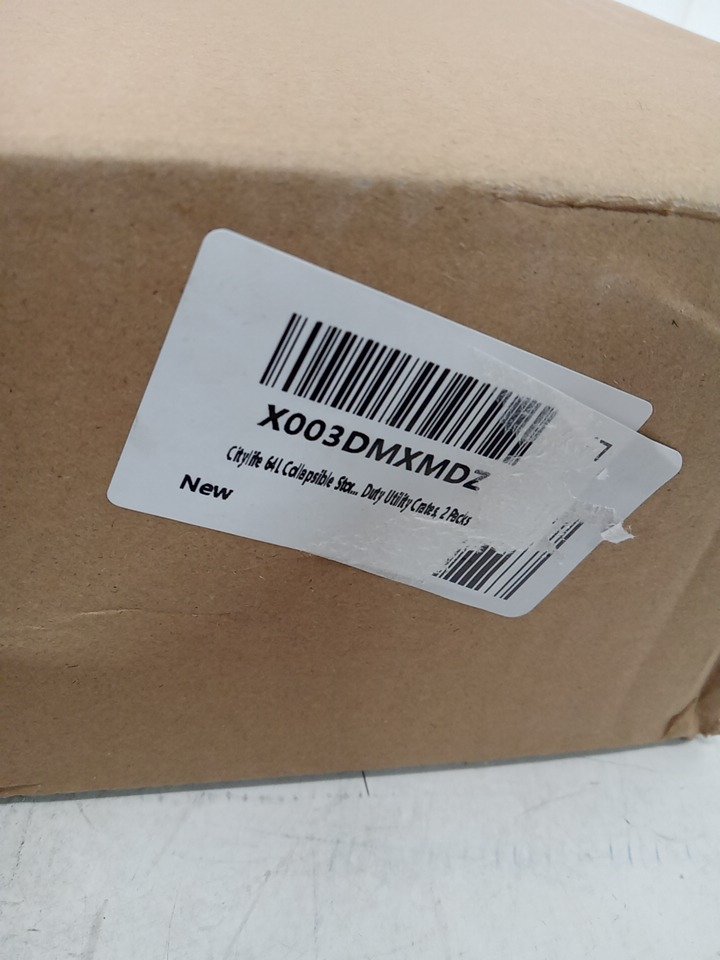 X003DMXMDZ
Citylife 64L Collapsible Stor... Duty Utility Crates, 2 Packs
New